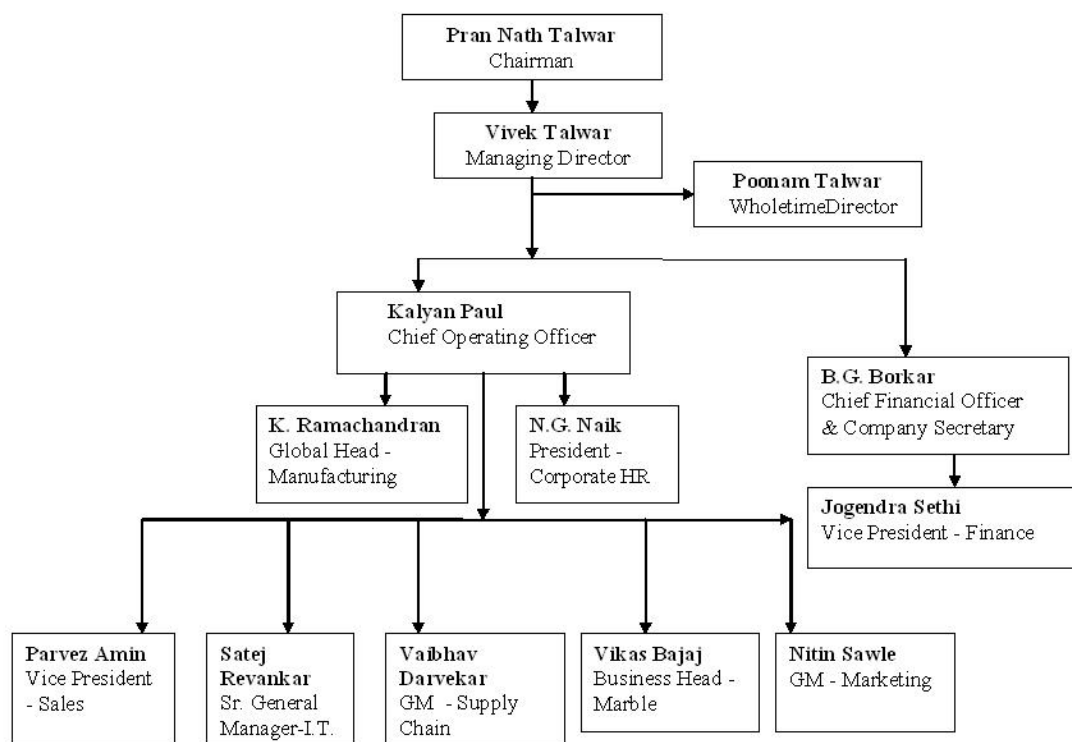 Pran Nath Talwar
Chairman
Vivek Talwar
Managing Director
Poonam Talwar
WholetimeDirector
Kalyan Paul
Chief Operating Officer
B.G. Borkar
Chief Financial Officer
& Company Secretary
K. Ramachandran
Global Head -
Manufacturing
N.G. Naik
President -
Corporate HR
Jogendra Sethi
Vice President - Finance
Parvez Amin
Vice President
- Sales
Satej
Revankar
Sr. General
Manager-I.T.
Vaibhav
Darvekar
GM - Supply
Chain
Vikas Bajaj
Business Head -
Marble
Nitin Sawle
GM - Marketing